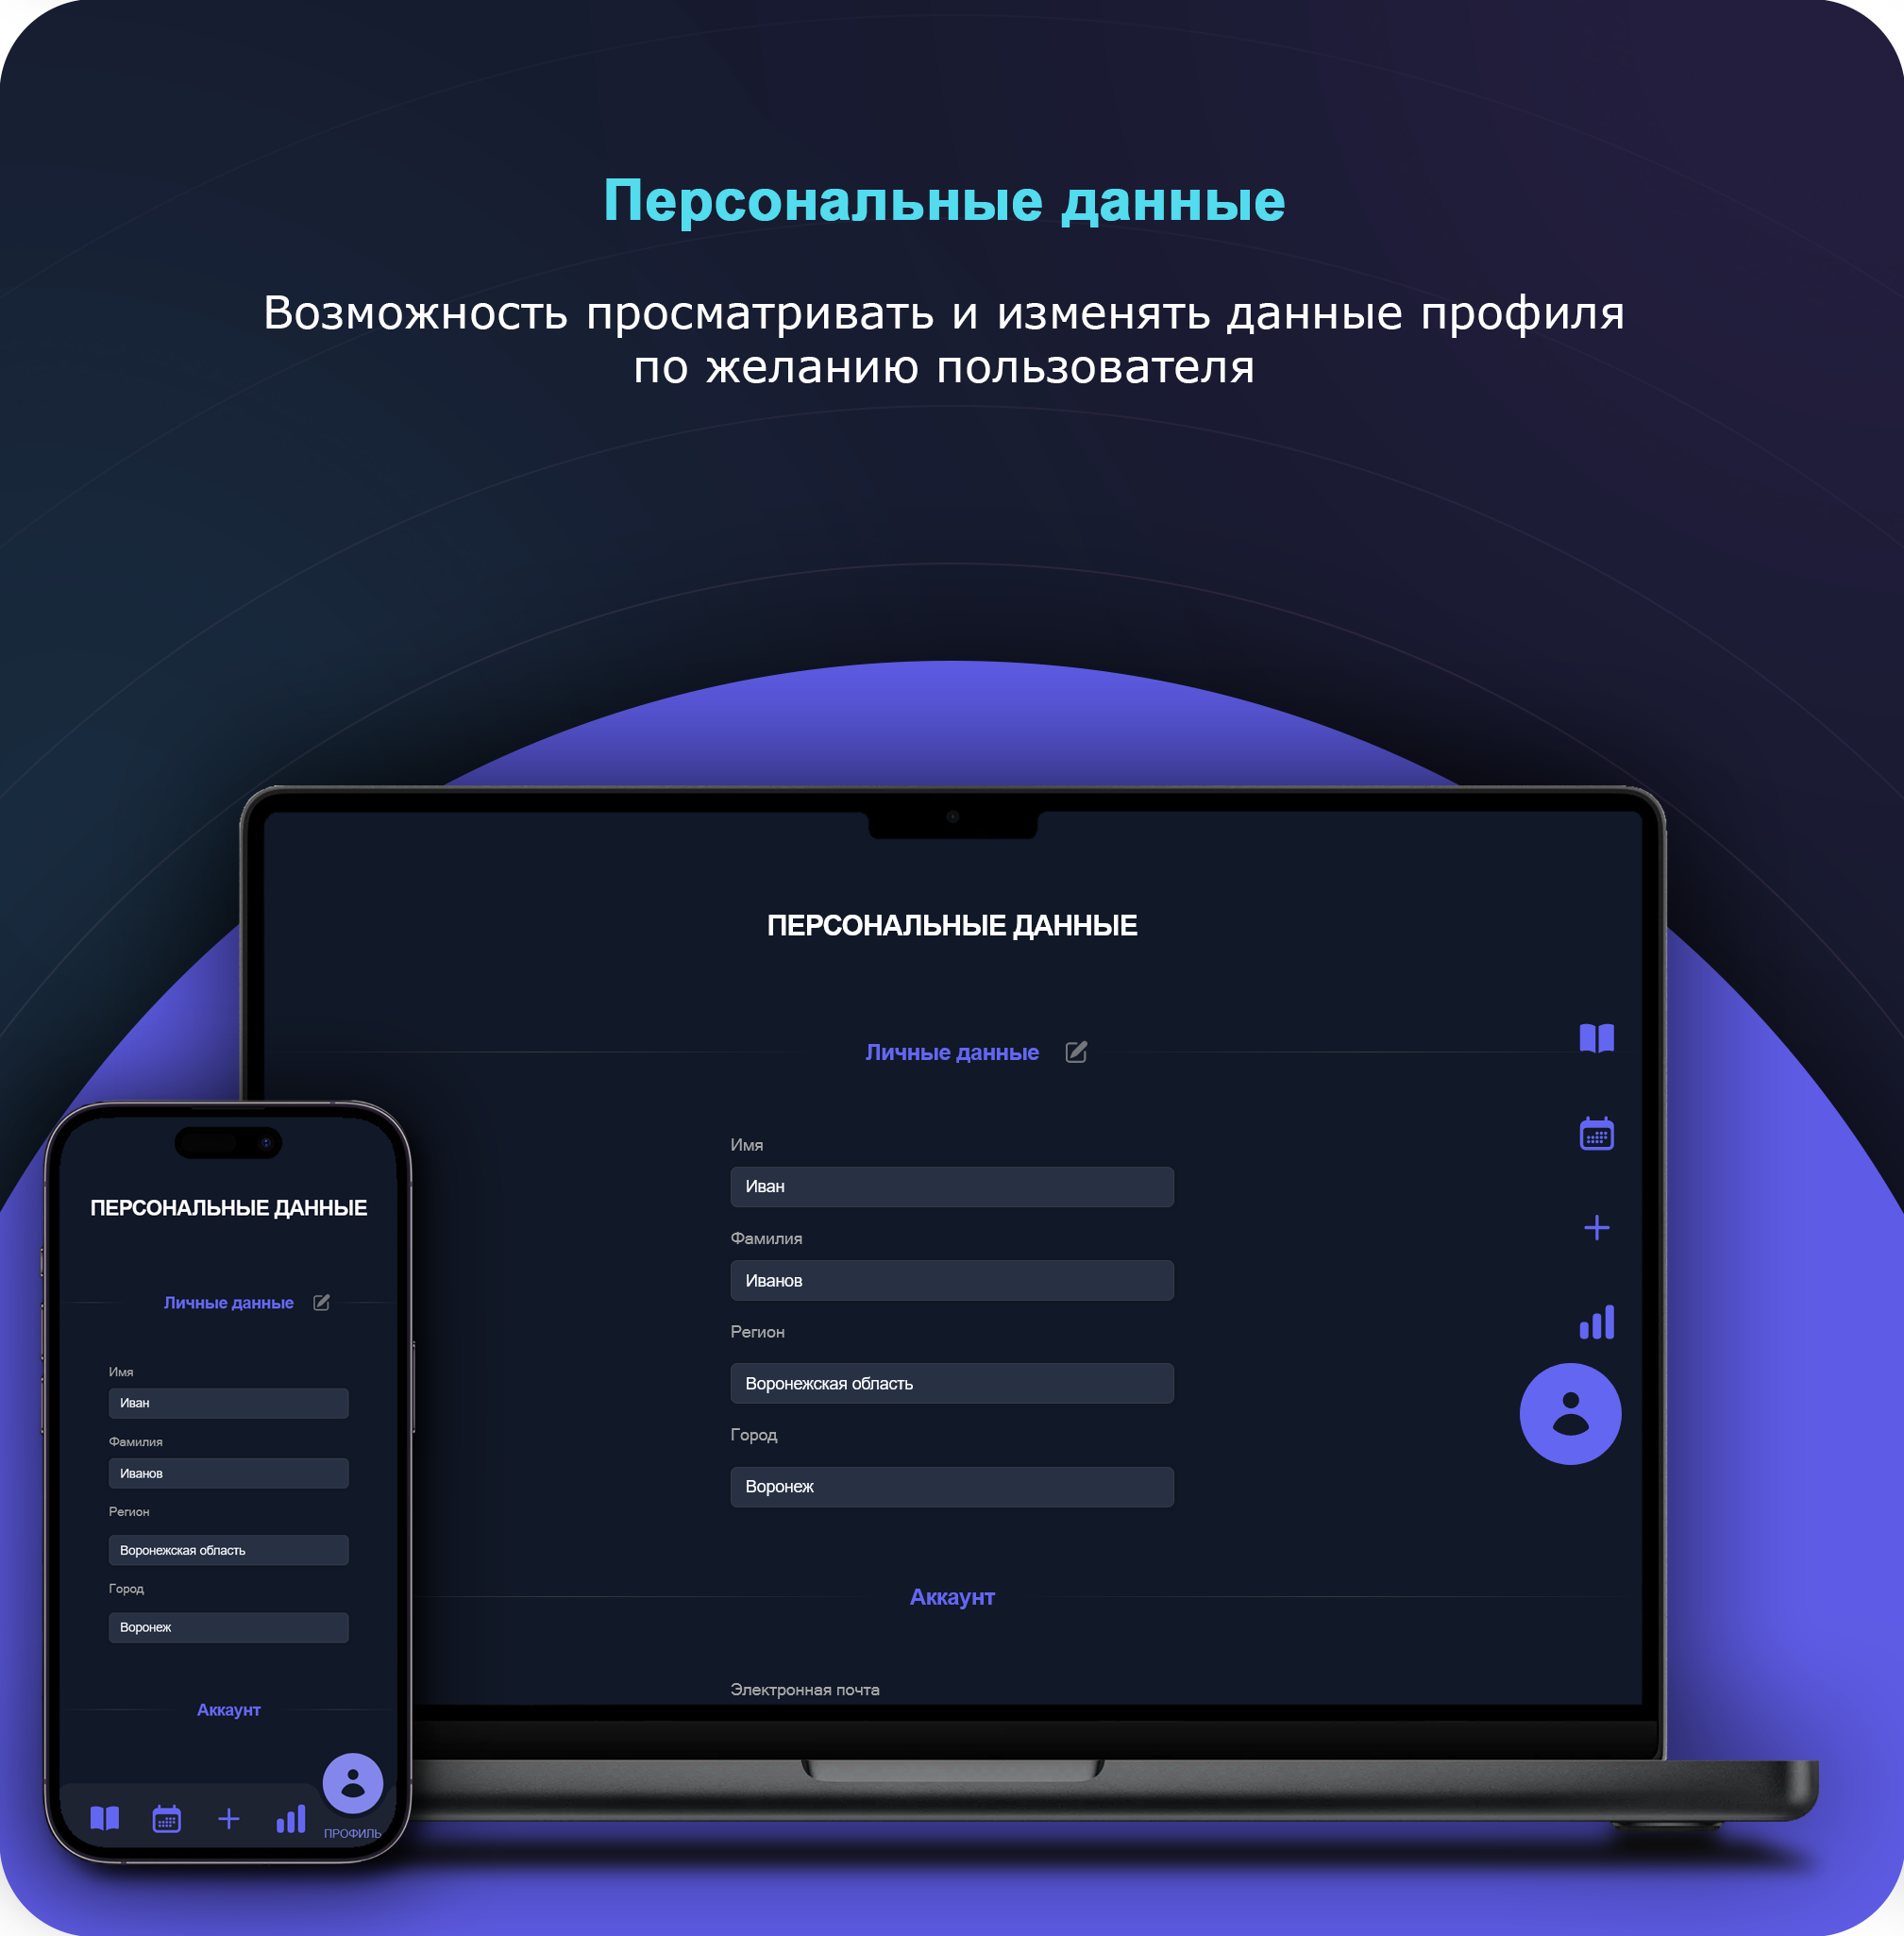 Персональные данные
Возможность просматривать и изменять данные профиля
по желанию пользователя
ПЕРСОНАЛЬНЫЕ ДАННЫЕ
Личные данные
Имя
Иван
Фамилия
Иванов
Регион
Воронежская область
Город
Воронеж
Аккаунт
Электронная почта
ПЕРСОНАЛЬНЫЕ ДАННЫЕ
Личные данные
Имя
Иван
Фамилия
Иванов
Регион
Воронежская область
Город
Воронеж
Аккаунт
ПРОФИЛЬ